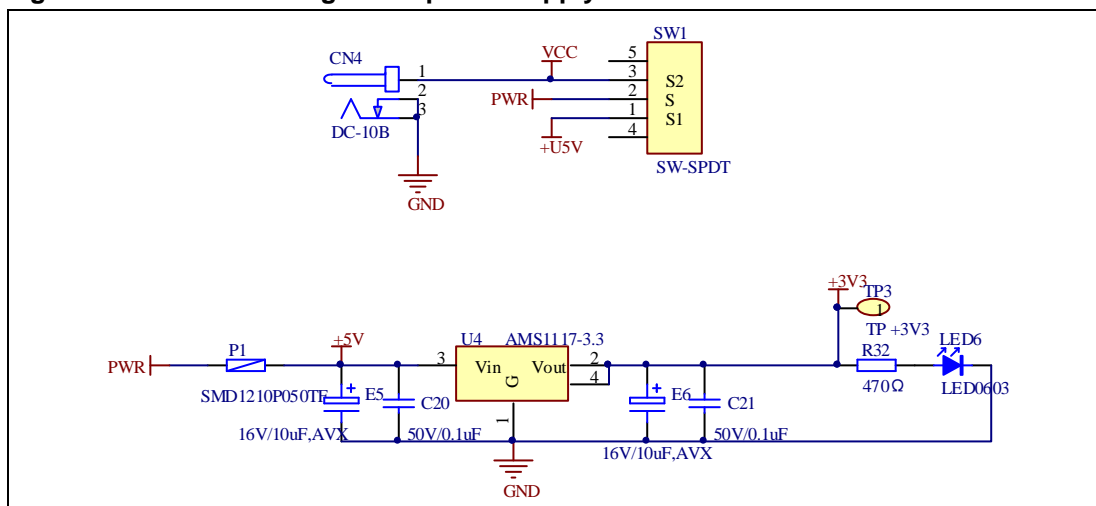 SW1
VCC
CN4
5
1
3
S2
2
PWR
2
S
3
1
S1
DC-10B
4
+U5V
SW-SPDT
GND
+3V3
TP3
1
+5V
U4
AMS1117-3.3
TP +3V3
P1
R32
LED6
PWR
3
Vin
Vout
2
G
4
470Ω
LED0603
SMD1210P050TF
E5
C20
E6
C21
1
16V/10uF,AVX
50V/0.1uF
16V/10uF,AVX
50V/0.1uF
GND